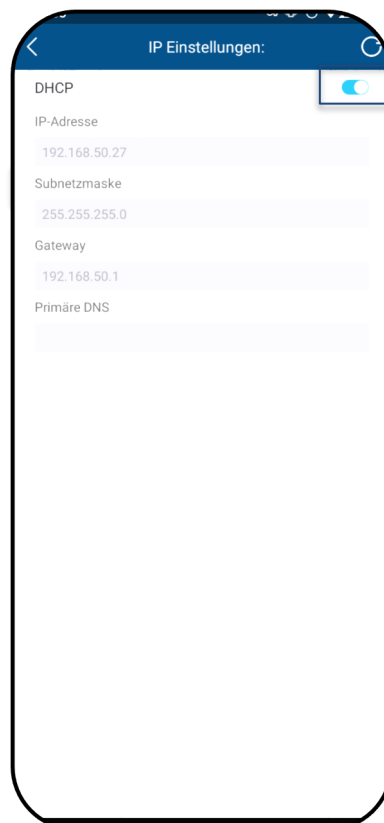 IP Einstellungen:
DHCP
IP-Adresse
192.168.50.27
Subnetzmaske
255.255.255.0
Gateway
192.168.50.1
Primäre DNS